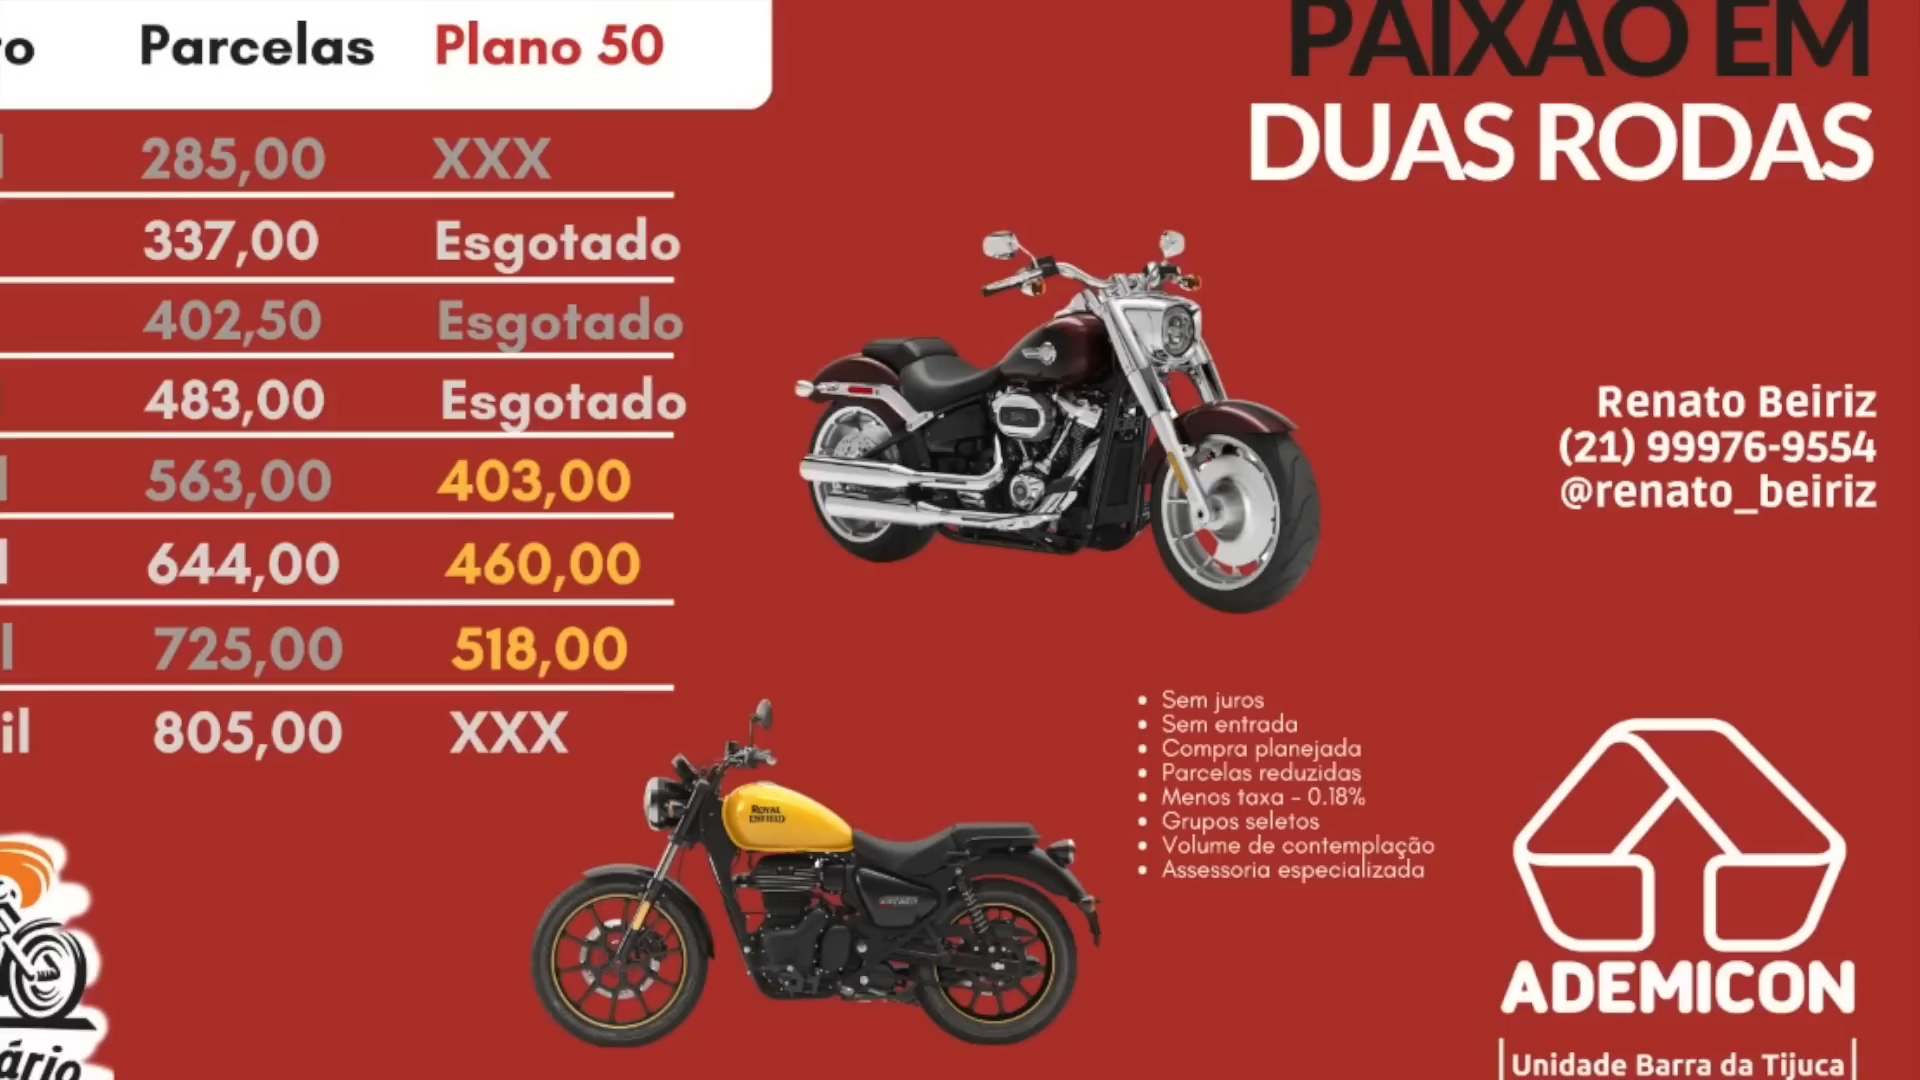 Parcelas Plano 50
285,00 XXX
337,00 Esgotado
402,50 Esgotado
483,00 Esgotado
563,00 403,00
644,00 460,00
725,00 518,00
805,00 XXX
PAIXÃO EM
DUAS RODAS
Renato Beiriz
(21) 99976-9554
@renato_beiriz
ROYAL
ENFIELD
• Sem juros
• Sem entrada
• Compra planejada
• Parcelas reduzidas
• Menos taxa - 0.18%
• Grupos seletos
• Volume de contemplação
• Assessoria especializada
ADEMICON
Unidade Barra da Tijuca